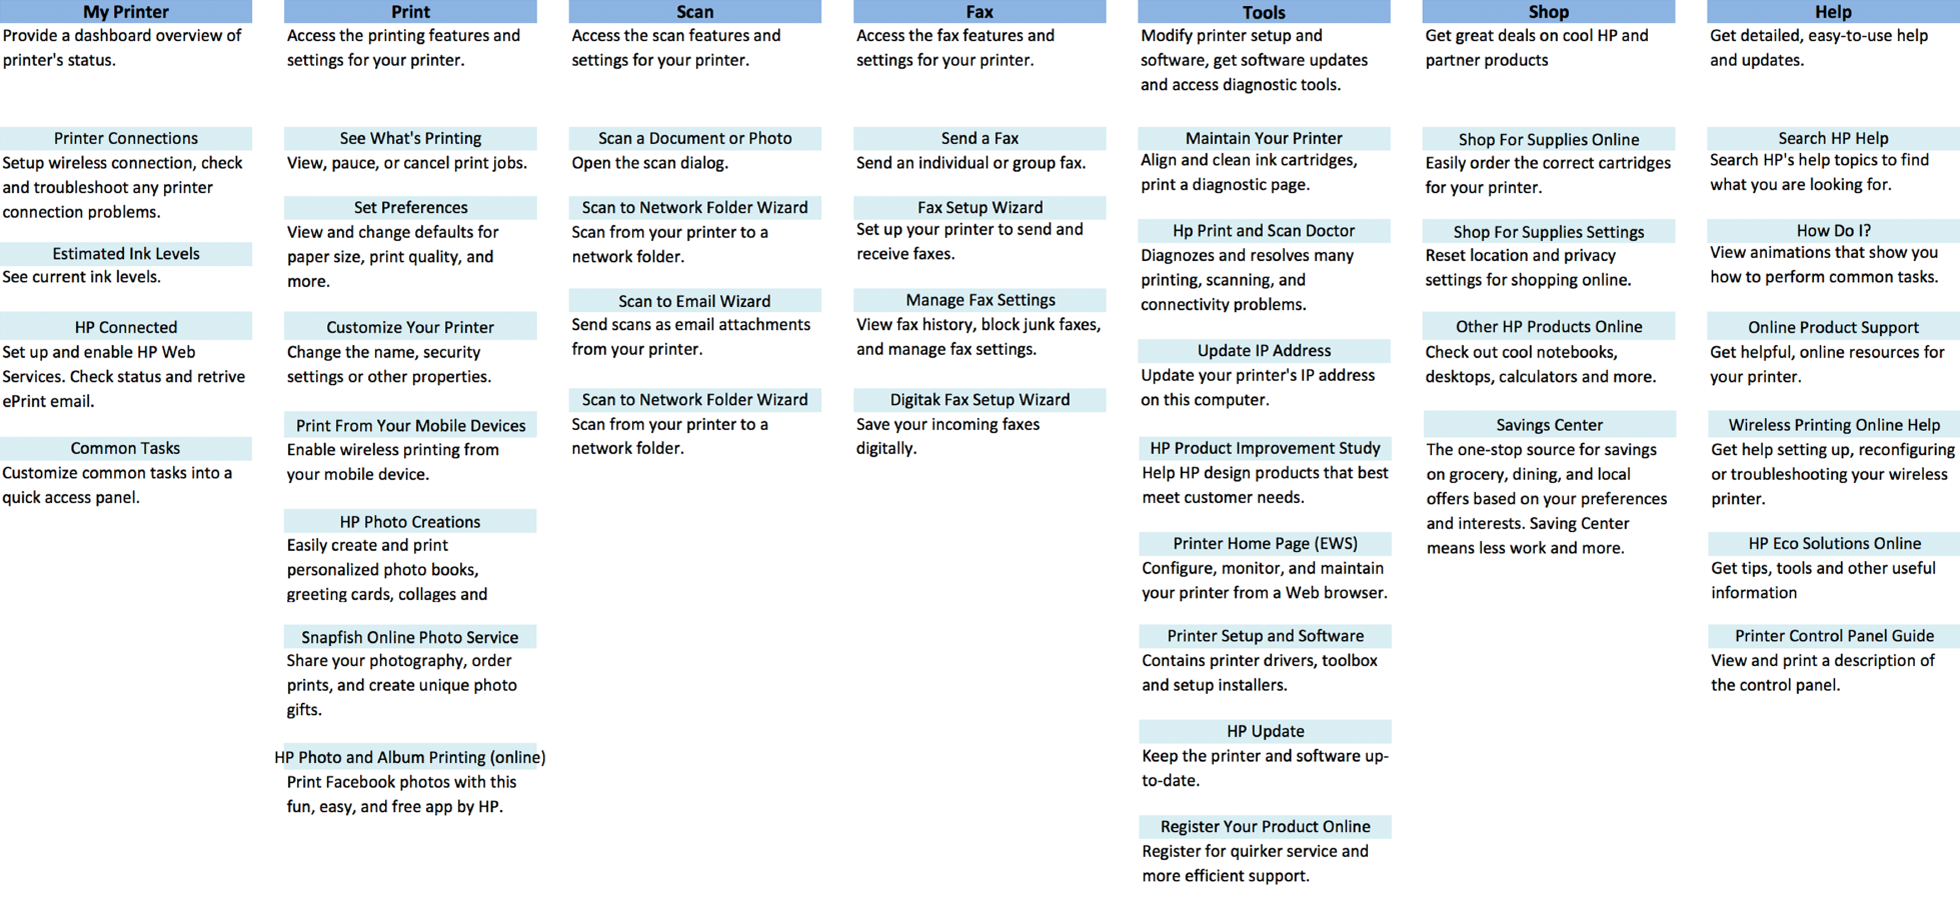 My Printer
Provide a dashboard overview of
printer's status.
Printer Connections
Setup wireless connection, check
and troubleshoot any printer
connection problems.
Estimated Ink Levels
See current ink levels.
HP Connected
Set up and enable HP Web
Services. Check status and retrive
ePrint email.
Common Tasks
Customize common tasks into a
quick access panel.
Print
Access the printing features and
settings for your printer.
See What's Printing
View, pauce, or cancel print jobs.
Set Preferences
View and change defaults for
paper size, print quality, and
more.
Customize Your Printer
Change the name, security
settings or other properties.
Print From Your Mobile Devices
Enable wireless printing from
your mobile device.
HP Photo Creations
Easily create and print
personalized photo books,
greeting cards, collages and
Snapfish Online Photo Service
Share your photography, order
prints, and create unique photo
gifts.
HP Photo and Album Printing (online)
Print Facebook photos with this
fun, easy, and free app by HP.
Scan
Access the scan features and
settings for your printer.
Scan a Document or Photo
Open the scan dialog.
Scan to Network Folder Wizard
Scan from your printer to a
network folder.
Scan to Email Wizard
Send scans as email attachments
from your printer.
Scan to Network Folder Wizard
Scan from your printer to a
network folder.
Fax
Access the fax features and
settings for your printer.
Send a Fax
Send an individual or group fax.
Fax Setup Wizard
Set up your printer to send and
receive faxes.
Manage Fax Settings
View fax history, block junk faxes,
and manage fax settings.
Digitak Fax Setup Wizard
Save your incoming faxes
digitally.
Tools
Modify printer setup and
software, get software updates
and access diagnostic tools.
Maintain Your Printer
Align and clean ink cartridges,
print a diagnostic page.
Hp Print and Scan Doctor
Diagnozes and resolves many
printing, scanning, and
connectivity problems.
Update IP Address
Update your printer's IP address
on this computer.
HP Product Improvement Study
Help HP design products that best
meet customer needs.
Printer Home Page (EWS)
Configure, monitor, and maintain
your printer from a Web browser.
Printer Setup and Software
Contains printer drivers, toolbox
and setup installers.
HP Update
Keep the printer and software up-
to-date.
Register Your Product Online
Register for quirker service and
more efficient support.
Shop
Get great deals on cool HP and
partner products
Shop For Supplies Online
Easily order the correct cartridges
for your printer.
Shop For Supplies Settings
Reset location and privacy
settings for shopping online.
Other HP Products Online
Check out cool notebooks,
desktops, calculators and more.
Savings Center
The one-stop source for savings
on grocery, dining, and local
offers based on your preferences
and interests. Saving Center
means less work and more.
Help
Get detailed, easy-to-use help
and updates.
Search HP Help
Search HP's help topics to find
what you are looking for.
How Do I?
View animations that show you
how to perform common tasks.
Online Product Support
Get helpful, online resources for
your printer.
Wireless Printing Online Help
Get help setting up, reconfiguring
or troubleshooting your wireless
printer.
HP Eco Solutions Online
Get tips, tools and other useful
information
Printer Control Panel Guide
View and print a description of
the control panel.